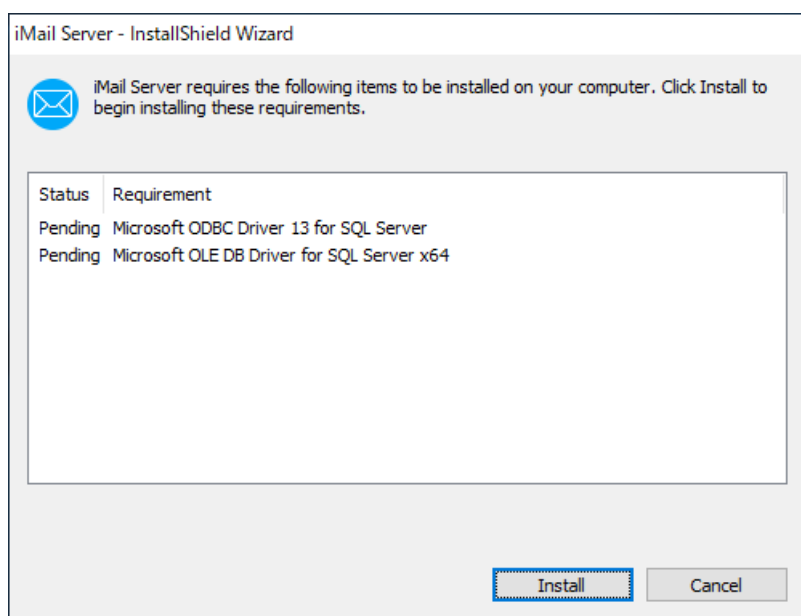 iMail Server - InstallShield Wizard
iMail Server requires the following items to be installed on your computer. Click Install to
begin installing these requirements.
Status Requirement
Pending Microsoft ODBC Driver 13 for SQL Server
Pending Microsoft OLE DB Driver for SQL Server x64
Install Cancel